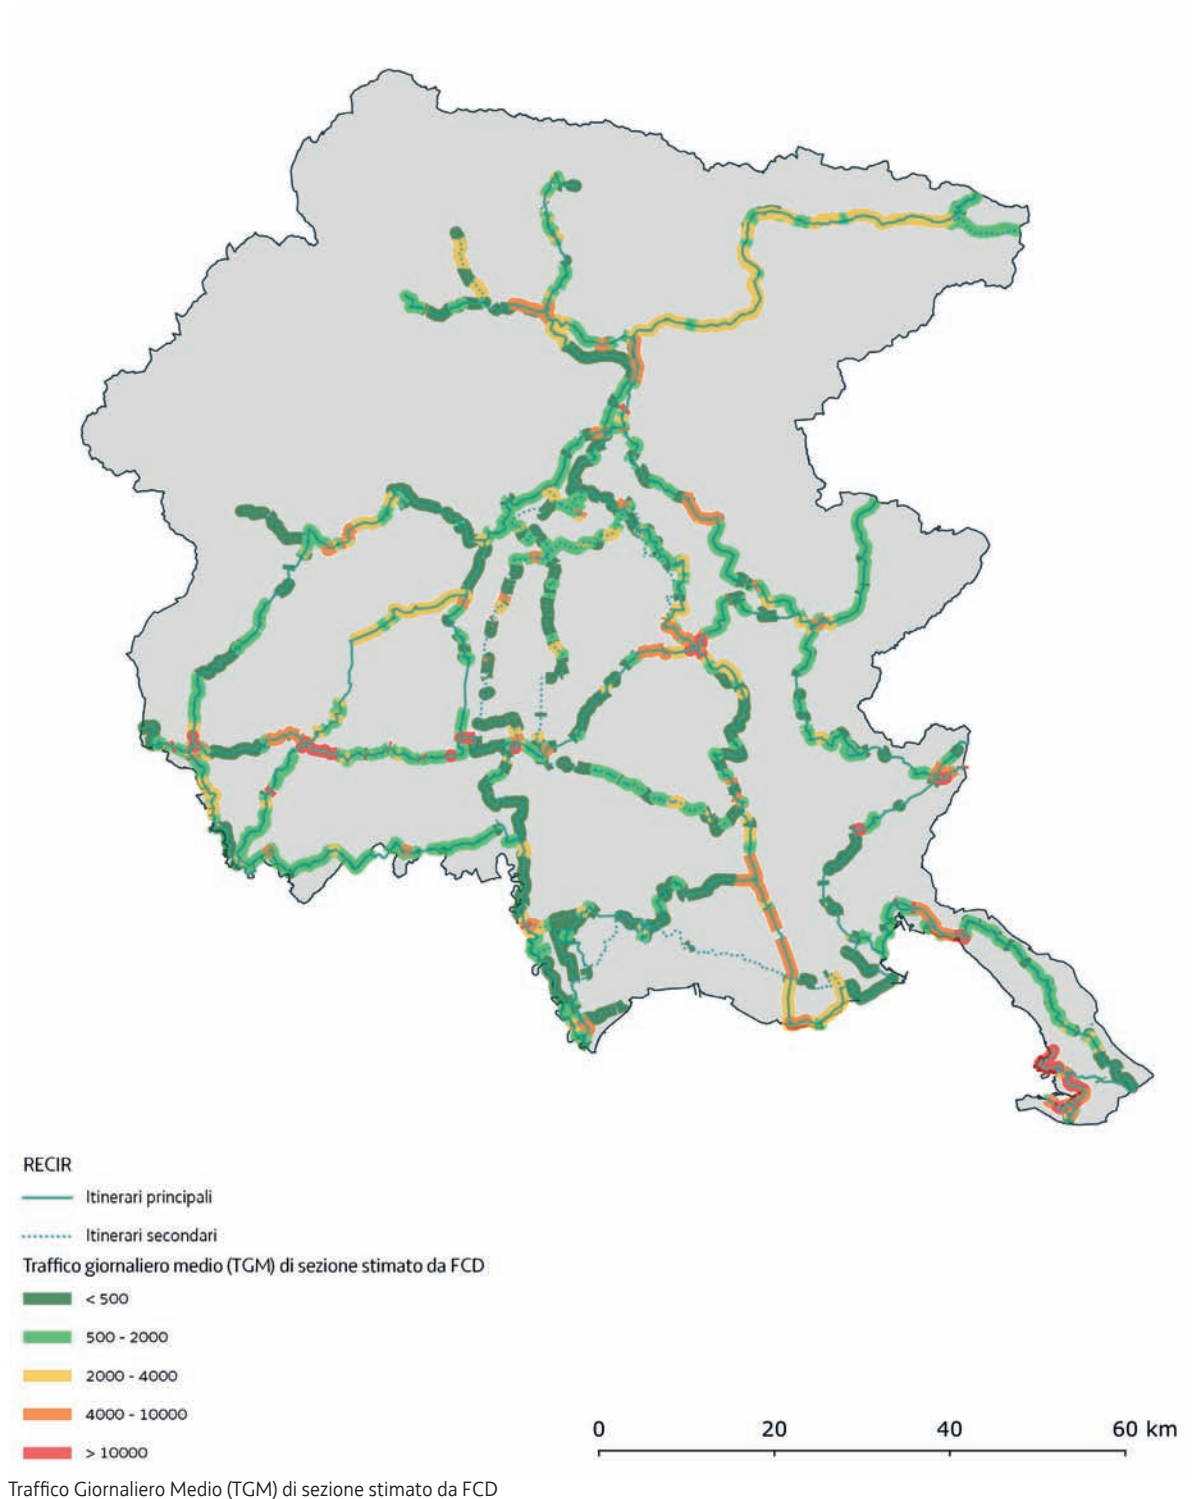 RECIR
Itinerari principali
Itinerari secondari
Traffico giornaliero medio (TGM) di sezione stimato da FCD
< 500
500 - 2000
2000 - 4000
4000 - 10000
> 10000
0 20 40 60 km
Traffico Giornaliero Medio (TGM) di sezione stimato da FCD